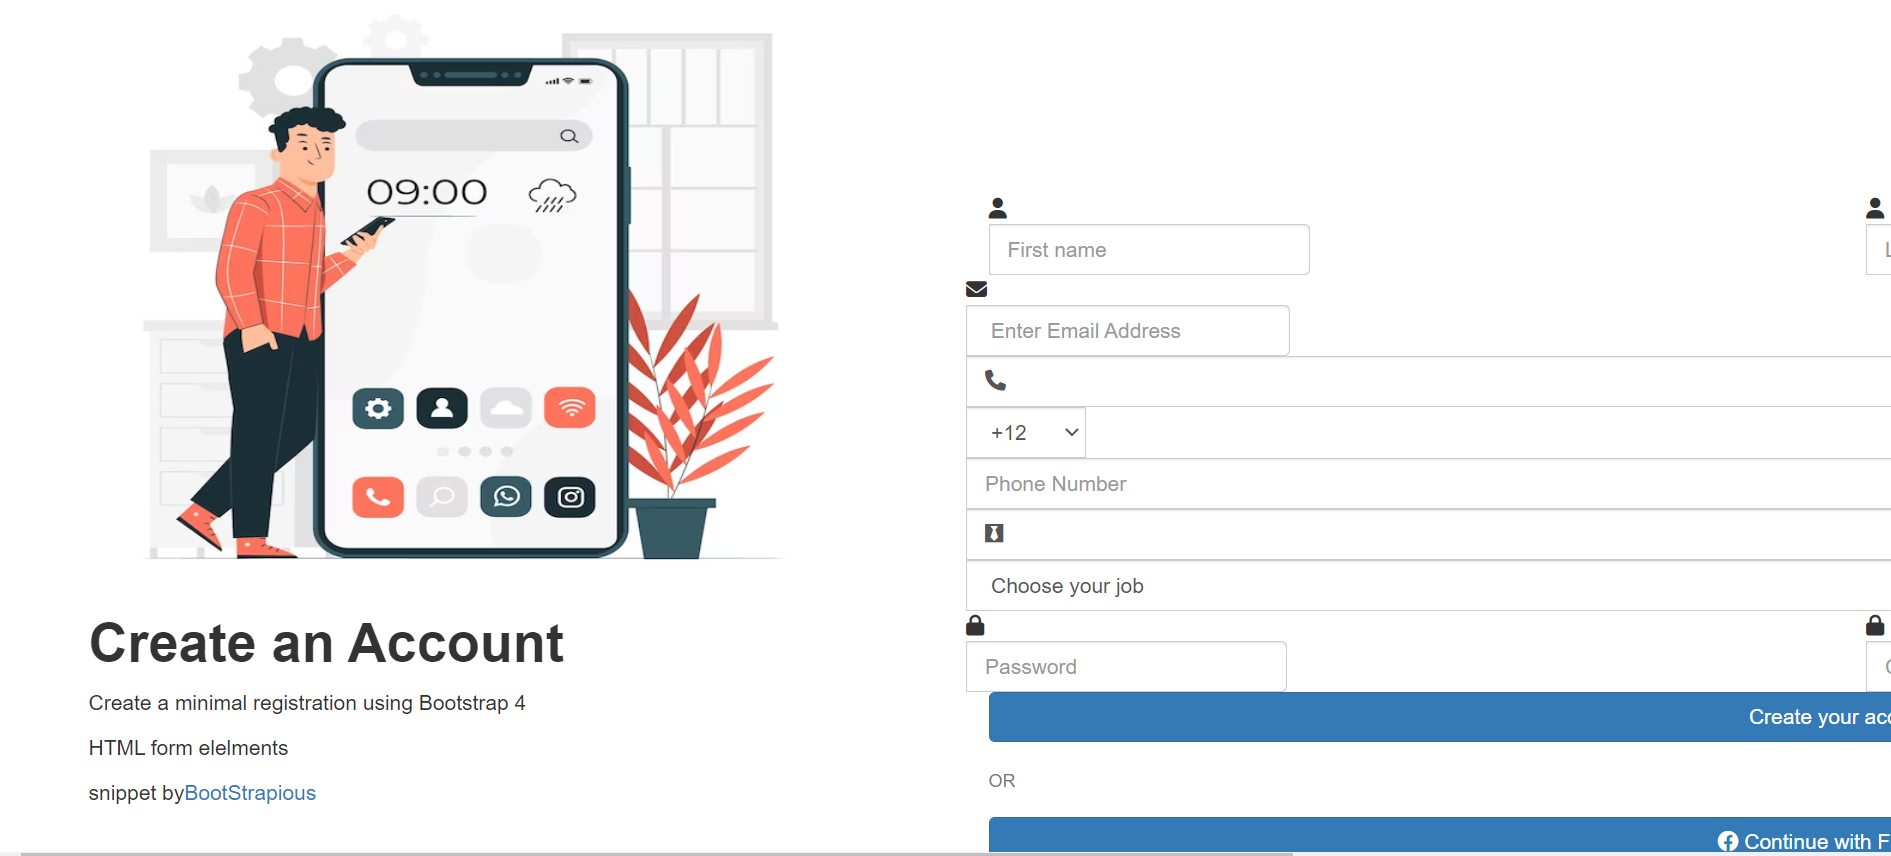 09:00
Create an Account
Create a minimal registration using Bootstrap 4
HTML form elelments
snippet byBootStrapious
First name
L
Enter Email Address
+12
Phone Number
Choose your job
Password
Create your acc
OR
Continue with F